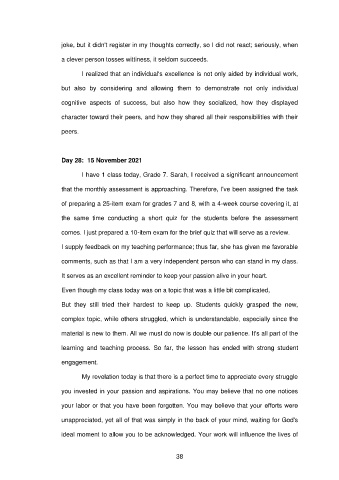 joke, but it didn't register in my thoughts correctly, so I did not react; seriously, when
a clever person tosses wittiness, it seldom succeeds.
I realized that an individual's excellence is not only aided by individual work,
but also by considering and allowing them to demonstrate not only individual
cognitive aspects of success, but also how they socialized, how they displayed
character toward their peers, and how they shared all their responsibilities with their
peers.
Day 28: 15 November 2021
I have 1 class today, Grade 7. Sarah, I received a significant announcement
that the monthly assessment is approaching. Therefore, I've been assigned the task
of preparing a 25-item exam for grades 7 and 8, with a 4-week course covering it, at
the same time conducting a short quiz for the students before the assessment
comes. I just prepared a 10-item exam for the brief quiz that will serve as a review.
I supply feedback on my teaching performance; thus far, she has given me favorable
comments, such as that I am a very independent person who can stand in my class.
It serves as an excellent reminder to keep your passion alive in your heart.
Even though my class today was on a topic that was a little bit complicated,
But they still tried their hardest to keep up. Students quickly grasped the new,
complex topic, while others struggled, which is understandable, especially since the
material is new to them. All we must do now is double our patience. It's all part of the
learning and teaching process. So far, the lesson has ended with strong student
engagement.
My revelation today is that there is a perfect time to appreciate every struggle
you invested in your passion and aspirations. You may believe that no one notices
your labor or that you have been forgotten. You may believe that your efforts were
unappreciated, yet all of that was simply in the back of your mind, waiting for God's
ideal moment to allow you to be acknowledged. Your work will influence the lives of
38